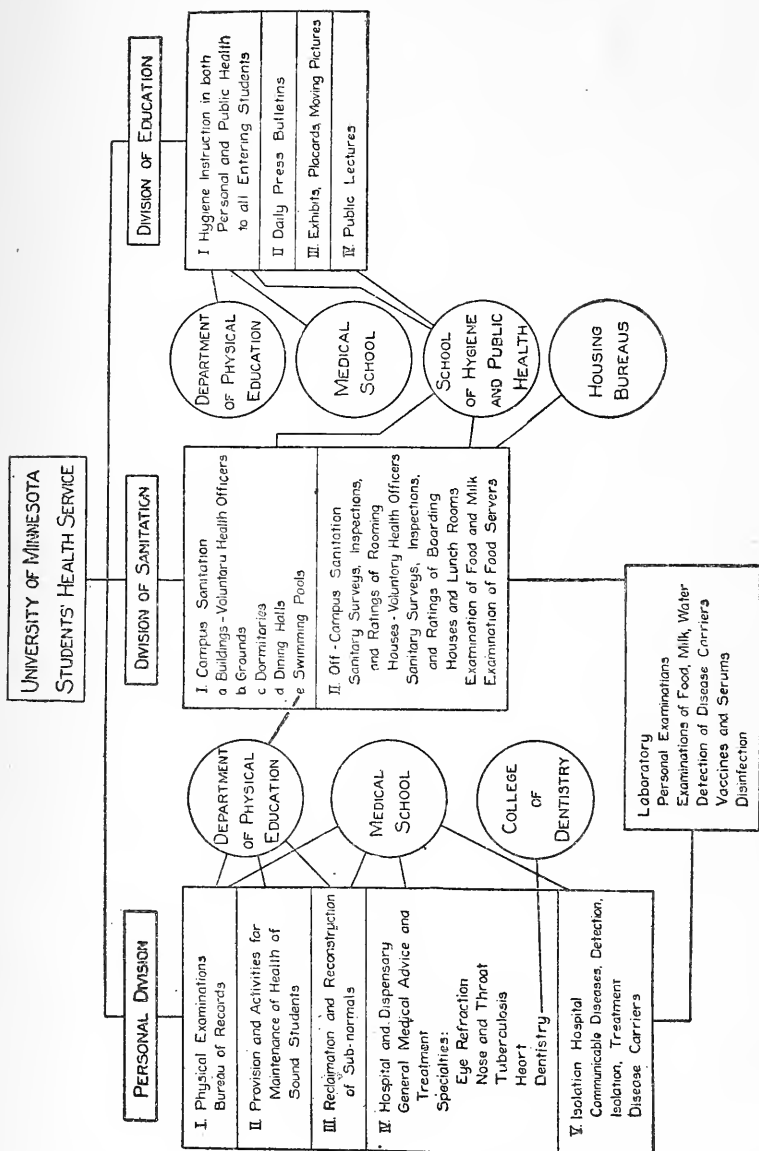 UNIVERSITY OF MINNESOTA
STUDENTS' HEALTH SERVICE
PERSONAL DIVISION
I. Physical Examinations
Bureau of Records
II. Provision and Activities for
Maintenance of Health of
Sound Students
III. Reclaimation and Reconstruction
of Sub-normals
IV. Hospital and Dispensary
General Medical Advice and
Treatment
Specialties:
Eye Refraction
Nose and Throat
Tuberculosis
Heart
Dentistry
V. Isolation Hospital
Communicable Diseases, Detection,
Isolation, Treatment
Disease Carriers
DEPARTMENT
OF PHYSICAL
EDUCATION
MEDICAL
SCHOOL
COLLEGE
OF
DENTISTRY
DIVISION OF SANITATION
I. Campus Sanitation
a Buildings - Voluntary Health Officers
b Grounds
c Dormitories
d Dining Halls
e Swimming Pools
II. Off - Campus Sanitation
Sanitary Surveys, Inspections,
and Ratings of Rooming
Houses - Voluntary Health Officers
Sanitary Surveys, Inspections,
and Ratings of Boarding
Houses and Lunch Rooms
Examination of Food and Milk
Examination of Food Servers
Laboratory
Personal Examinations
Examinations of Food, Milk, Water
Detection of Disease Carriers
Vaccines and Serums
Disinfection
DEPARTMENT
OF PHYSICAL
EDUCATION
MEDICAL
SCHOOL
SCHOOL
OF HYGIENE
AND PUBLIC
HEALTH
HOUSING
BUREAUS
DIVISION OF EDUCATION
I Hygiene Instruction in both
Personal and Public Health
to all Entering Students
II Daily Press Bulletins
III. Exhibits, Placards, Moving Pictures
IV. Public Lectures